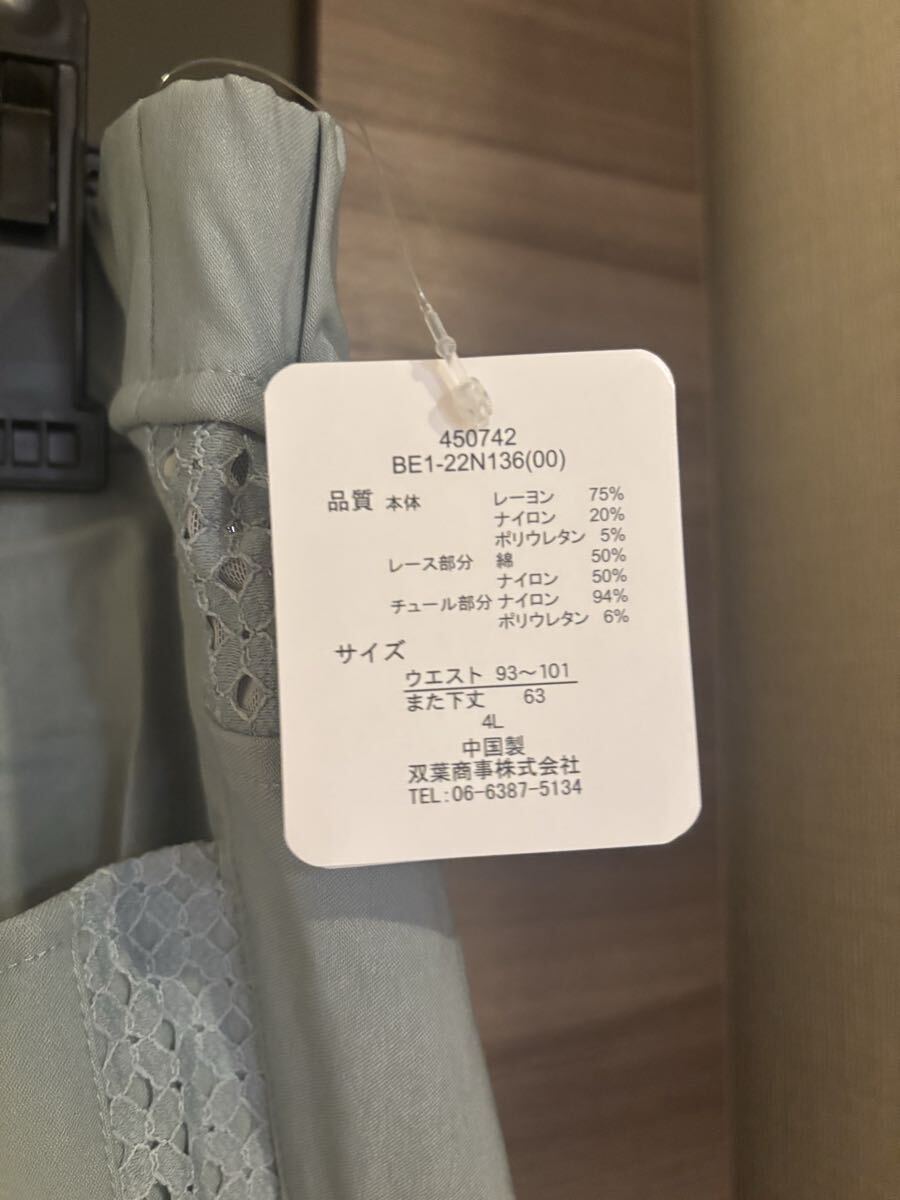 450742
BE1-22N136(00)
品質 本体 レーヨン 75%
ナイロン 20%
ポリウレタン 5%
レース部分 綿 50%
ナイロン 50%
チュール部分 ナイロン 94%
ポリウレタン 6%
サイズ
ウエスト 93～101
また下丈 63
4L
中国製
双葉商事株式会社
TEL:06-6387-5134